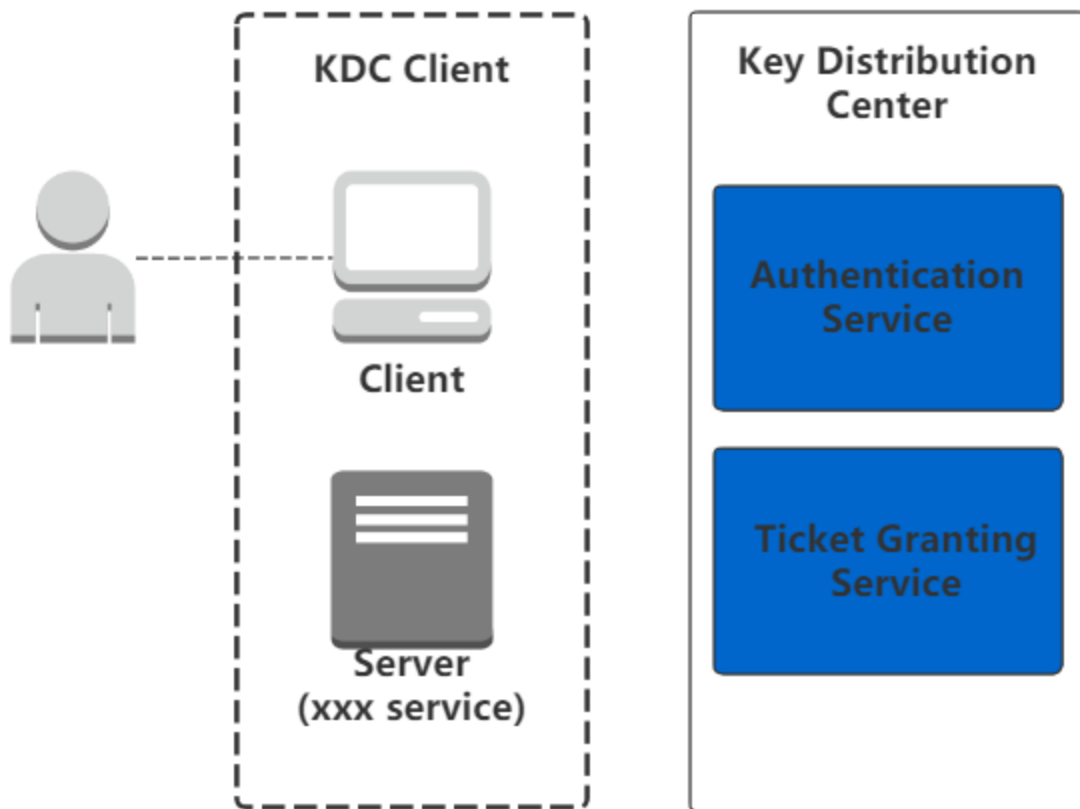 KDC Client
Key Distribution
Center
Authentication
Service
Client
Ticket Granting
Service
Server
(xxx service)